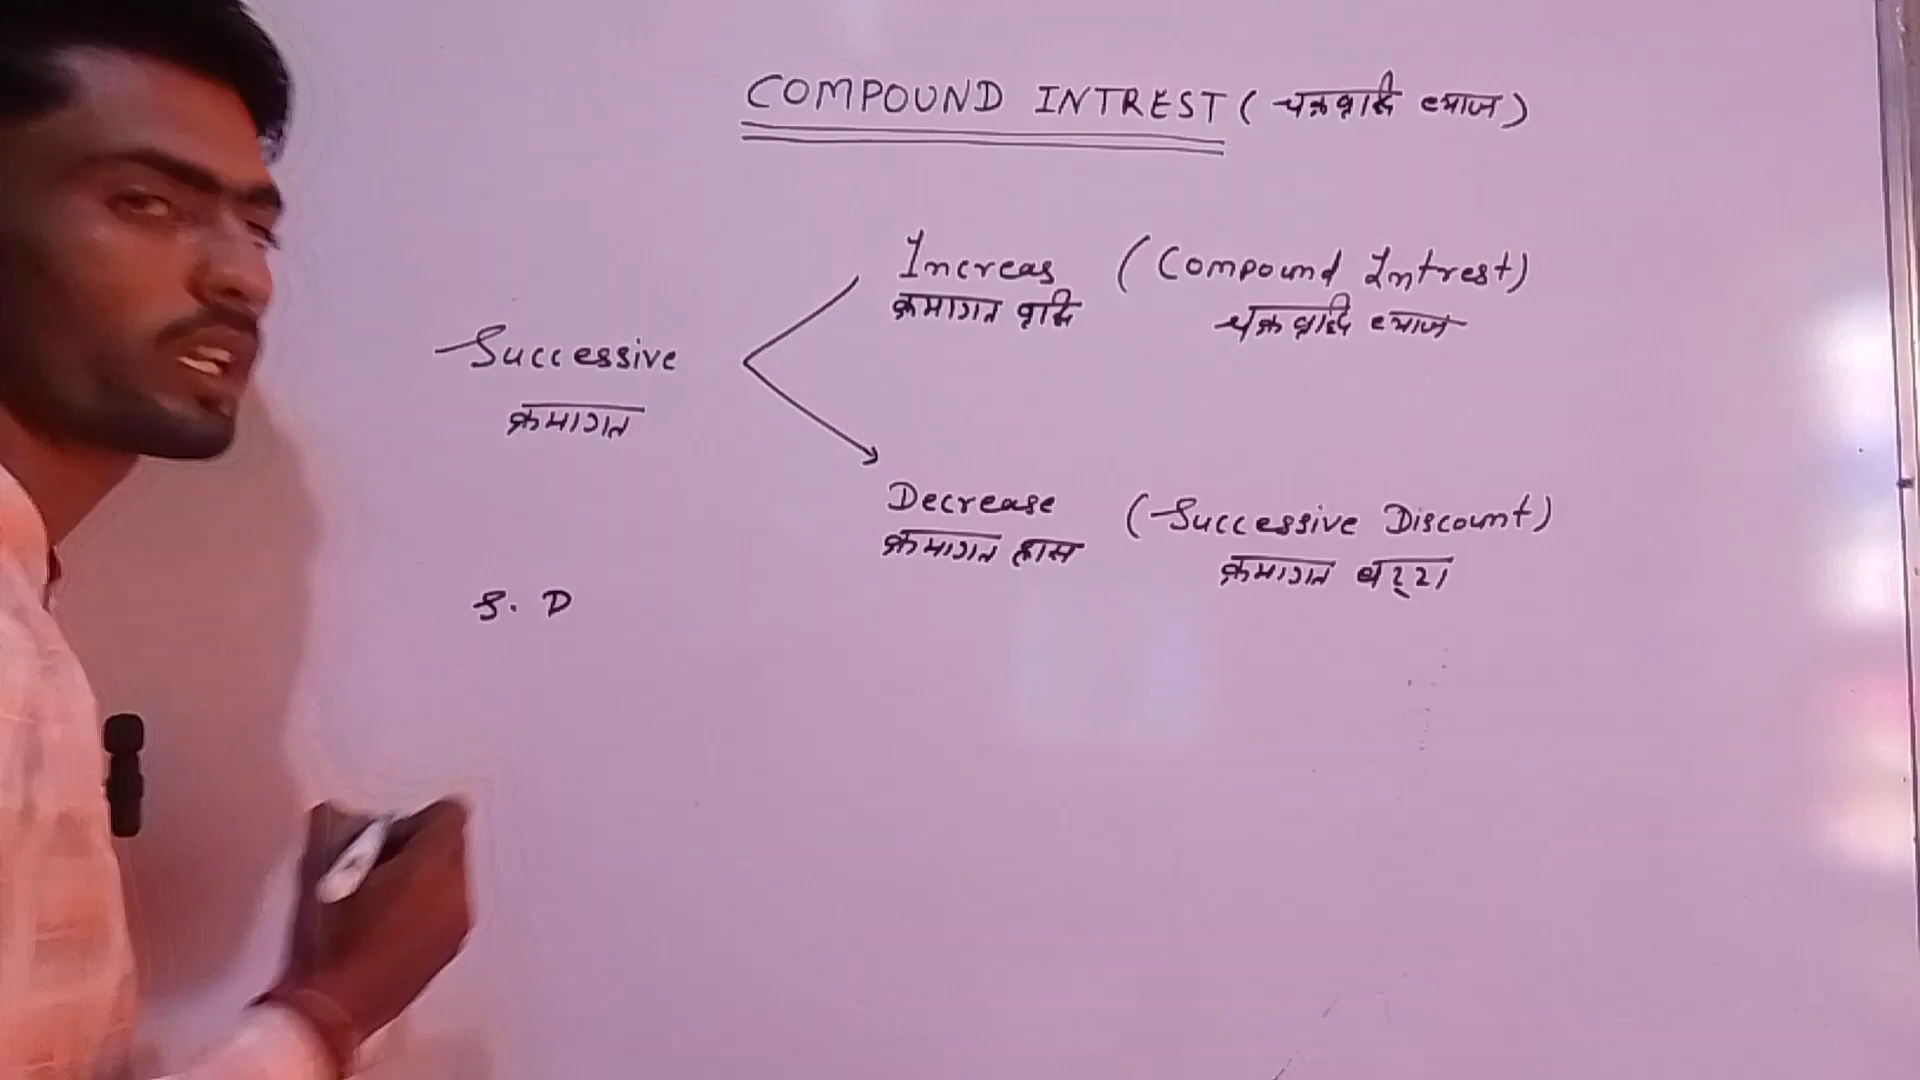 COMPOUND INTREST (चक्रवृद्धि ब्याज)
Increas (Compound Intrest)
क्रमागत वृद्धि चक्रवृद्धि ब्याज
Successive
क्रमागत
Decrease (Successive Discount)
क्रमागत ह्रास क्रमागत बट्टा
S. D